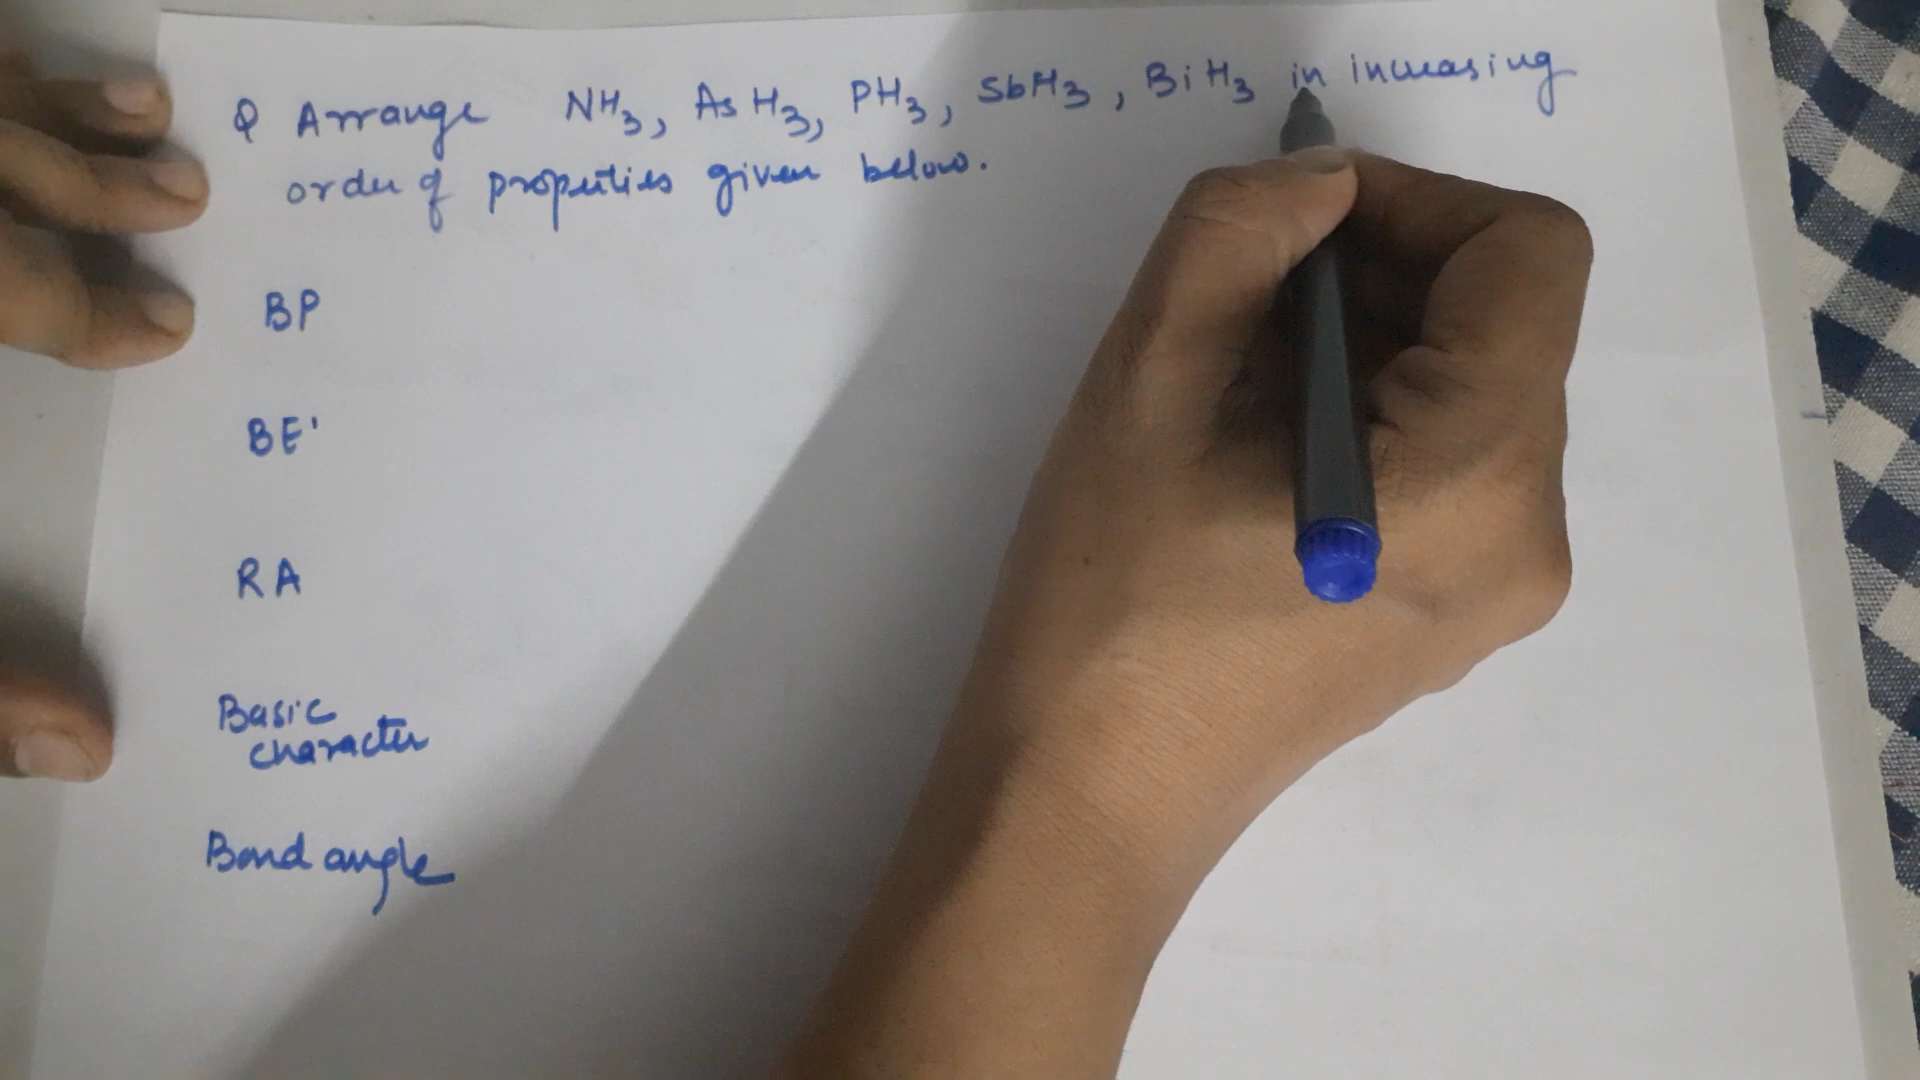 Q Arrange NH3, AsH3, PH3, SbH3, BiH3 in increasing
order of properties given below.
BP
BE'
RA
Basic
character
Bond angle